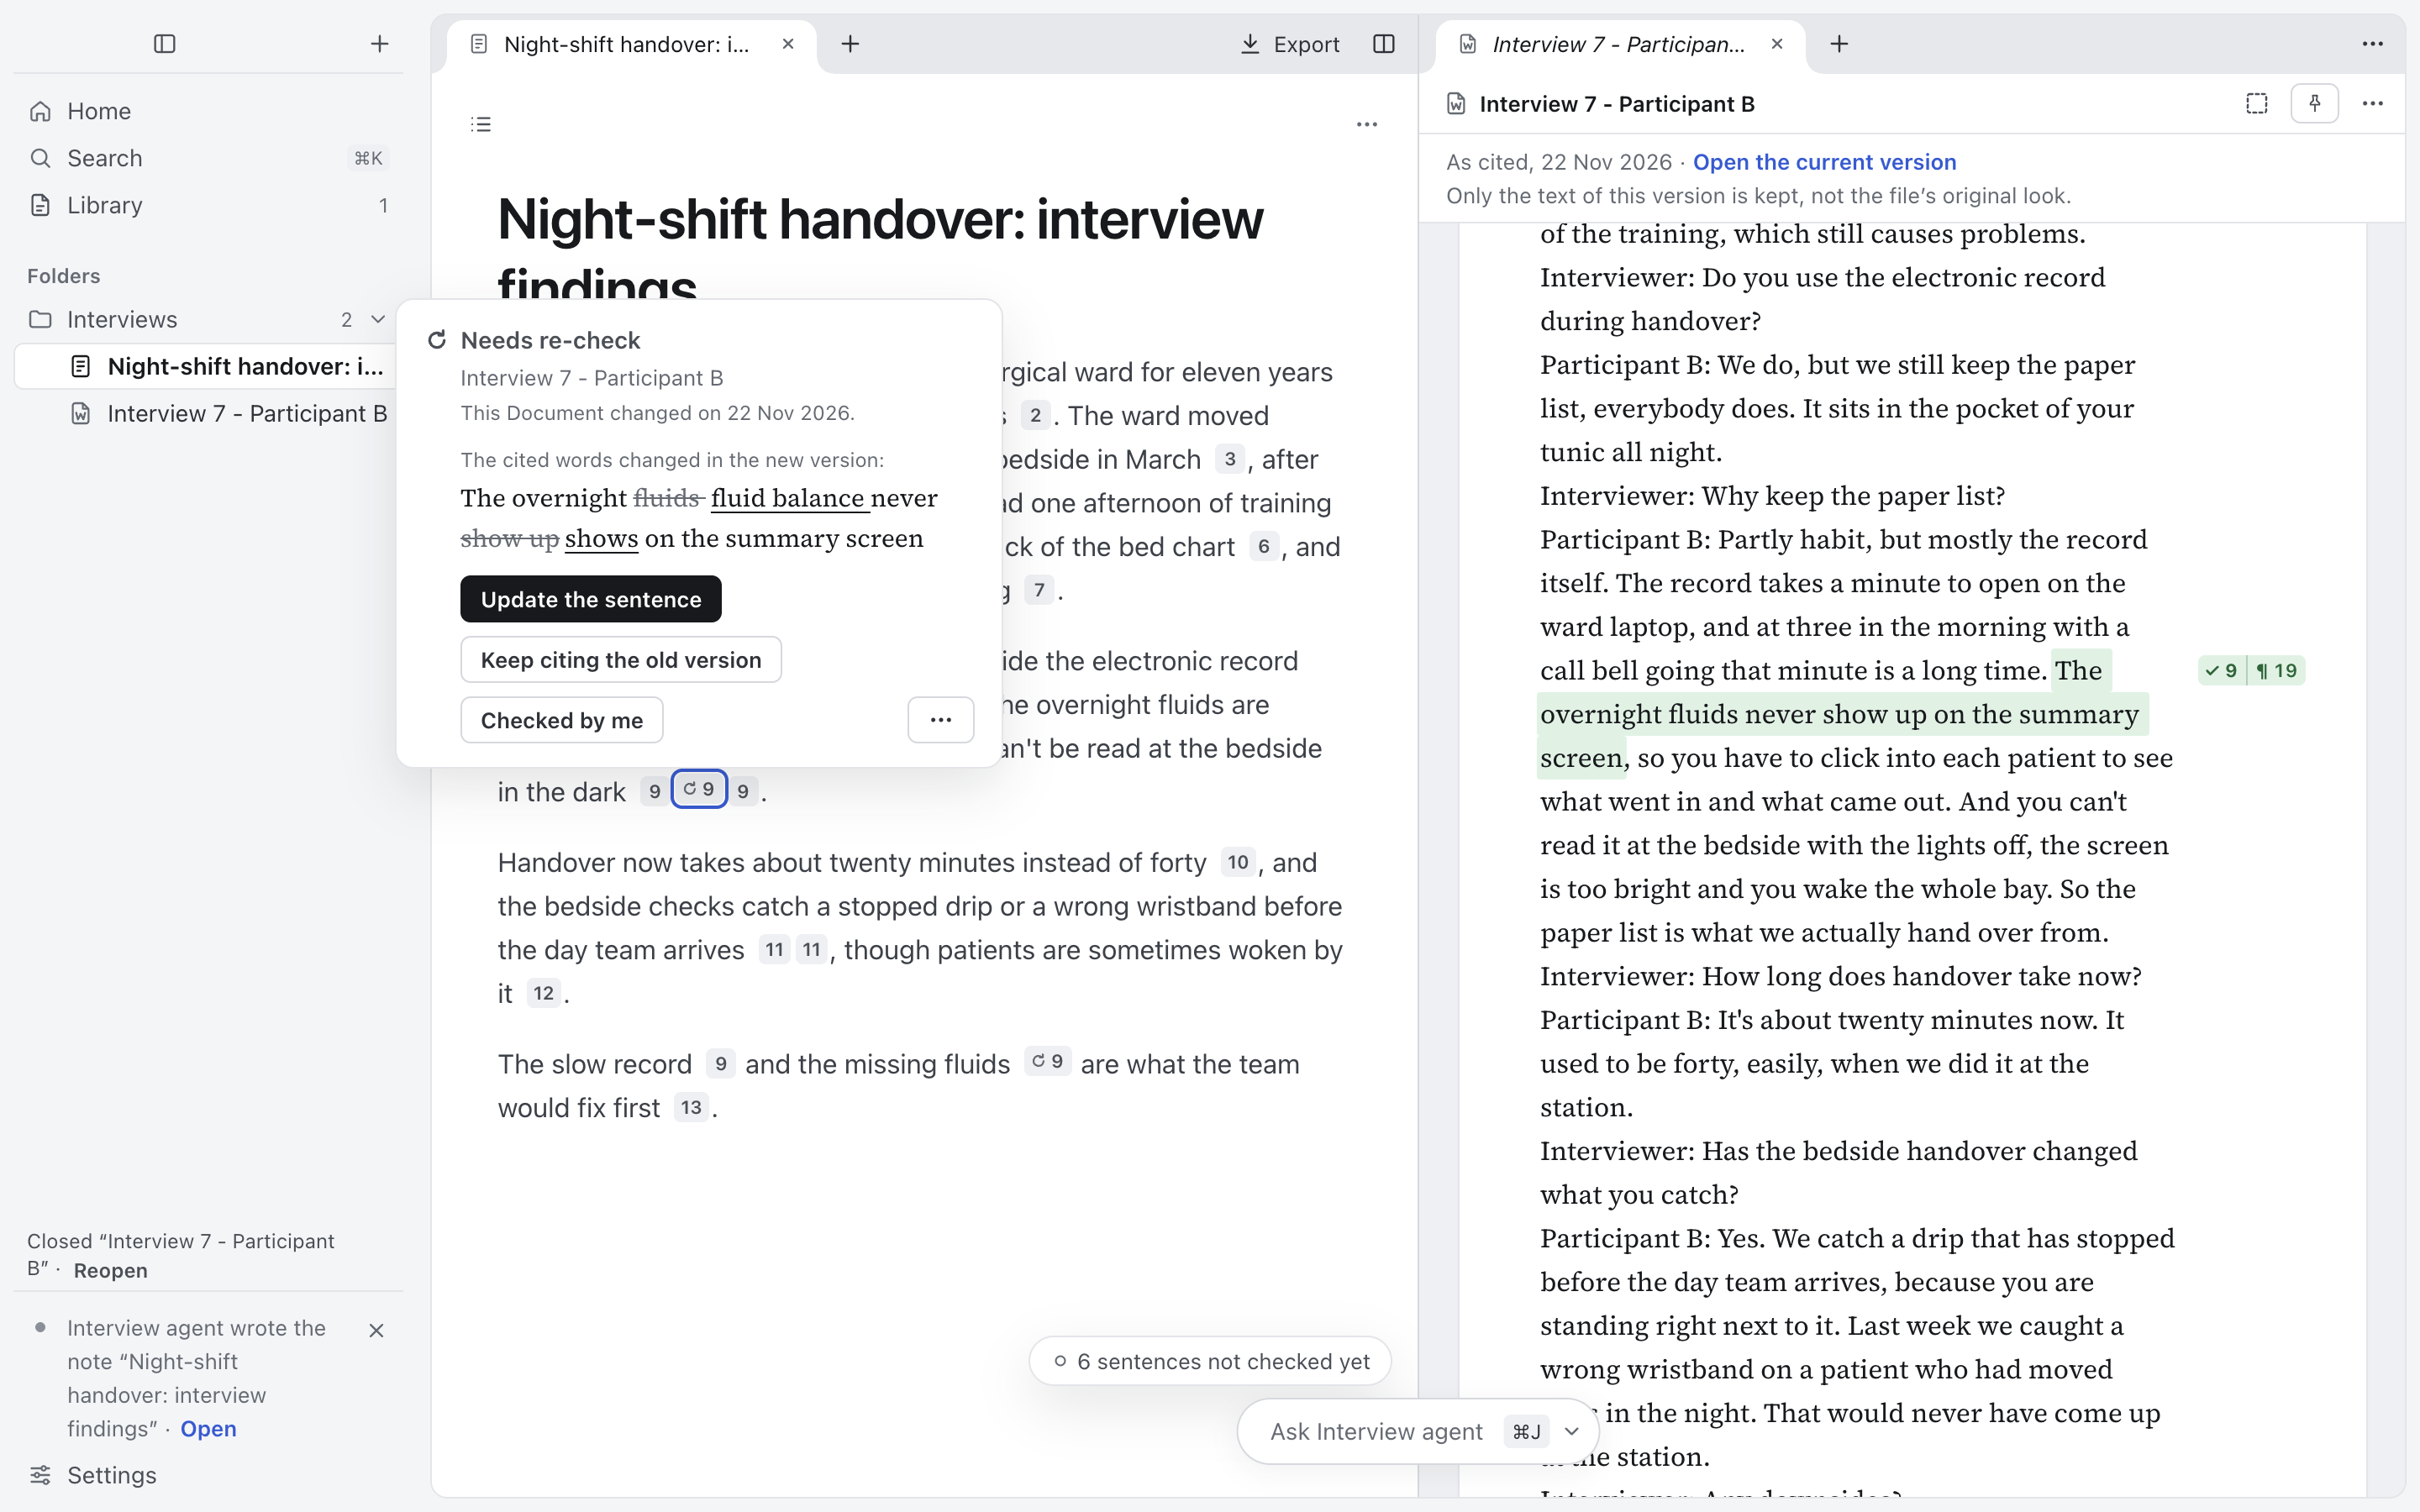 Home
Search ⌘K
Library 1
Folders
Interviews 2
Night-shift handover: i...
Interview 7 - Participant B
Closed “Interview 7 - Participant
B” · Reopen
Interview agent wrote the
note “Night-shift
handover: interview
findings” · Open
Settings
Night-shift handover: i...
Export
Night-shift handover: interview
findings
Needs re-check
Interview 7 - Participant B
This Document changed on 22 Nov 2026.
The cited words changed in the new version:
The overnight fluids fluid balance never
show up shows on the summary screen
Update the sentence
Keep citing the old version
Checked by me
rgical ward for eleven years
2. The ward moved
bedside in March 3, after
one afternoon of training
ck of the bed chart 6, and
7.
ide the electronic record
he overnight fluids are
an't be read at the bedside
in the dark 9 9 9.
Handover now takes about twenty minutes instead of forty 10, and
the bedside checks catch a stopped drip or a wrong wristband before
the day team arrives 11 11, though patients are sometimes woken by
it 12.
The slow record 9 and the missing fluids 9 are what the team
would fix first 13.
6 sentences not checked yet
Ask Interview agent ⌘J
Interview 7 - Participan...
Interview 7 - Participant B
As cited, 22 Nov 2026 · Open the current version
Only the text of this version is kept, not the file’s original look.
of the training, which still causes problems.
Interviewer: Do you use the electronic record
during handover?
Participant B: We do, but we still keep the paper
list, everybody does. It sits in the pocket of your
tunic all night.
Interviewer: Why keep the paper list?
Participant B: Partly habit, but mostly the record
itself. The record takes a minute to open on the
ward laptop, and at three in the morning with a
call bell going that minute is a long time. The
✓ 9 ¶ 19
overnight fluids never show up on the summary
screen, so you have to click into each patient to see
what went in and what came out. And you can't
read it at the bedside with the lights off, the screen
is too bright and you wake the whole bay. So the
paper list is what we actually hand over from.
Interviewer: How long does handover take now?
Participant B: It's about twenty minutes now. It
used to be forty, easily, when we did it at the
station.
Interviewer: Has the bedside handover changed
what you catch?
Participant B: Yes. We catch a drip that has stopped
before the day team arrives, because you are
standing right next to it. Last week we caught a
wrong wristband on a patient who had moved
in the night. That would never have come up
the station.